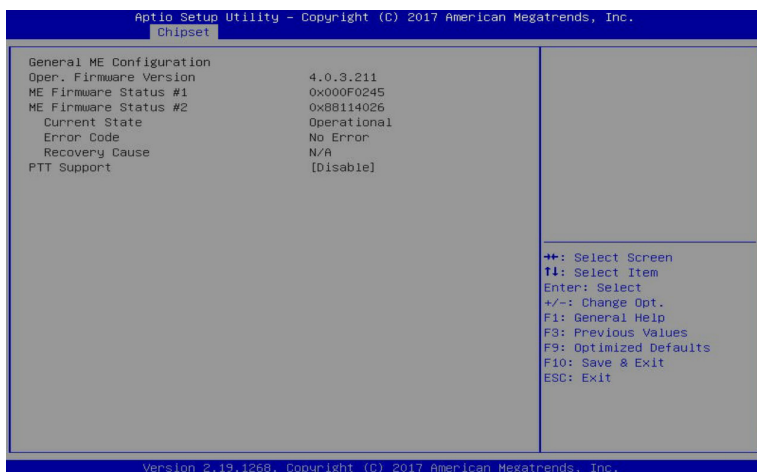 Aptio Setup Utility – Copyright (C) 2017 American Megatrends, Inc.
Chipset
General ME Configuration
Oper. Firmware Version 4.0.3.211
ME Firmware Status #1 0x000F0245
ME Firmware Status #2 0x88114026
Current State Operational
Error Code No Error
Recovery Cause N/A
PTT Support [Disable]
→←: Select Screen
↑↓: Select Item
Enter: Select
+/-: Change Opt.
F1: General Help
F3: Previous Values
F9: Optimized Defaults
F10: Save & Exit
ESC: Exit
Version 2.19.1268. Copyright (C) 2017 American Megatrends, Inc.